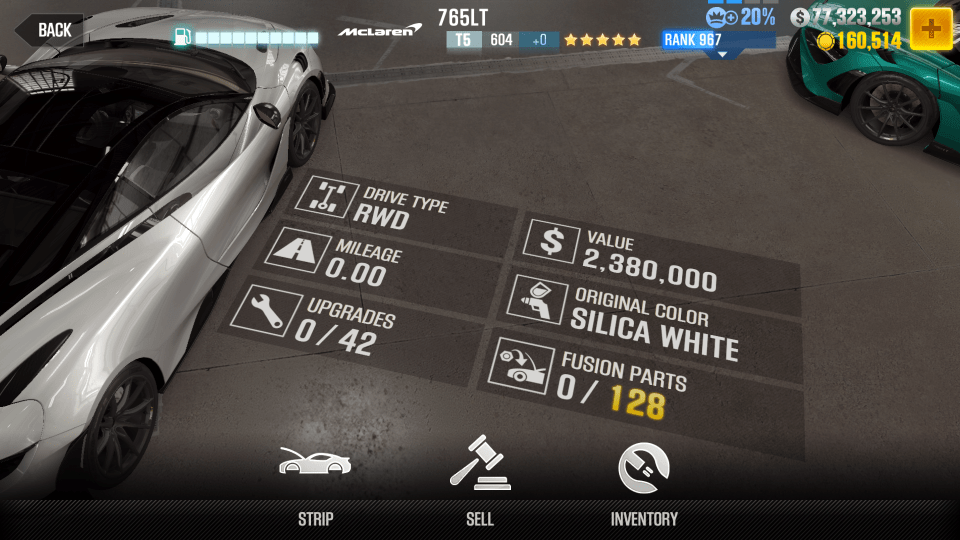 BACK
McLaren
765LT
T5 604 +0
20%
RANK 967
77,323,253
160,514
DRIVE TYPE
RWD
MILEAGE
0.00
UPGRADES
0 / 42
VALUE
2,380,000
ORIGINAL COLOR
SILICA WHITE
FUSION PARTS
0 / 128
STRIP
SELL
INVENTORY